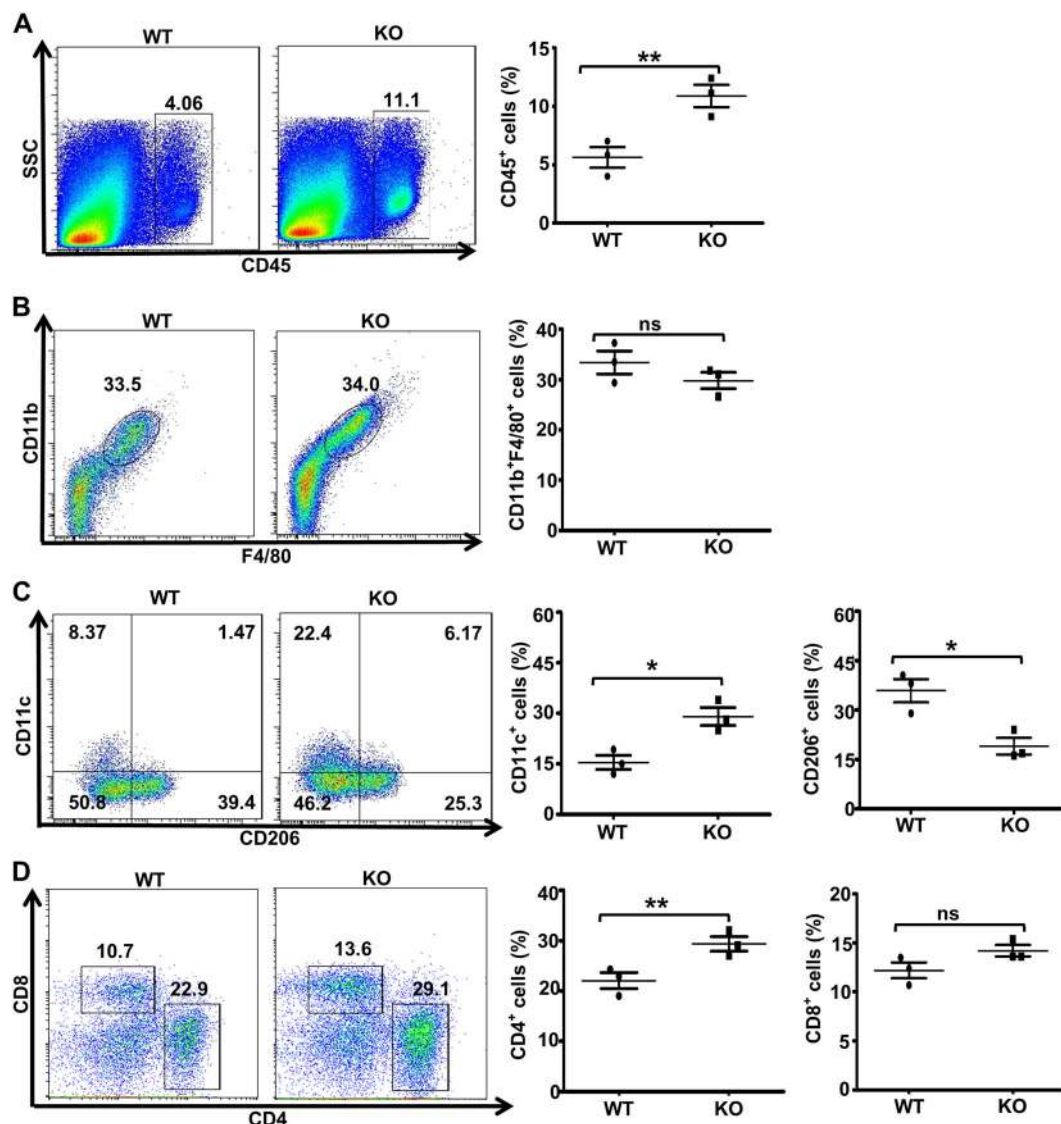 A
WT
KO
4.06
11.1
SSC
CD45
CD45⁺ cells (%)
15
10
5
0
**
WT
KO
B
WT
KO
33.5
34.0
CD11b
F4/80
CD11b⁺F4/80⁺ cells (%)
40
30
20
10
0
ns
WT
KO
C
WT
KO
8.37
1.47
50.8
39.4
22.4
6.17
46.2
25.3
CD11c
CD206
CD11c⁺ cells (%)
60
45
30
15
0
*
WT
KO
CD206⁺ cells (%)
60
45
30
15
0
*
WT
KO
D
WT
KO
10.7
22.9
13.6
29.1
CD8
CD4
CD4⁺ cells (%)
40
30
20
10
0
**
WT
KO
CD8⁺ cells (%)
20
15
10
5
0
ns
WT
KO